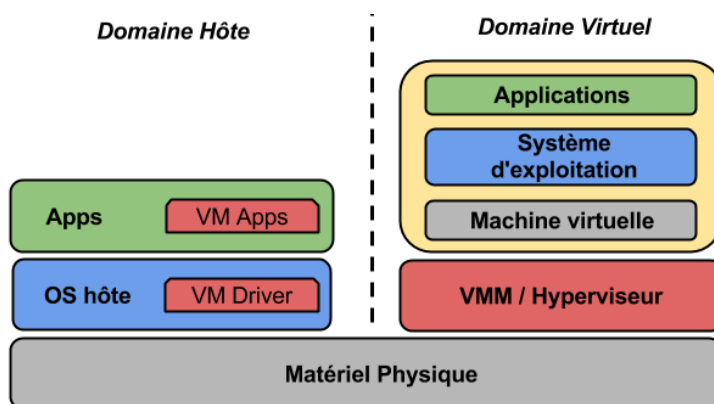 Domaine Hôte
Domaine Virtuel
Applications
Système
d'exploitation
Machine virtuelle
Apps
VM Apps
OS hôte
VM Driver
VMM / Hyperviseur
Matériel Physique